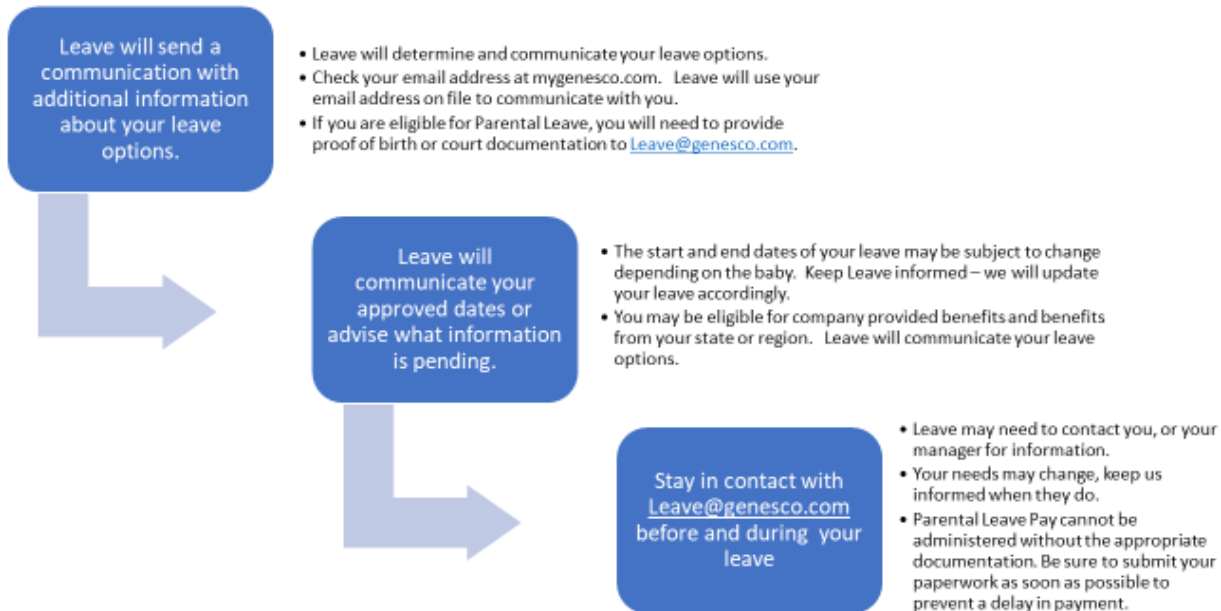 Leave will send a
communication with
additional information
about your leave
options.
• Leave will determine and communicate your leave options.
• Check your email address at mygenesco.com.   Leave will use your
email address on file to communicate with you.
• If you are eligible for Parental Leave, you will need to provide
proof of birth or court documentation to Leave@genesco.com.
Leave will
communicate your
approved dates or
advise what information
is pending.
• The start and end dates of your leave may be subject to change
depending on the baby.  Keep Leave informed – we will update
your leave accordingly.
• You may be eligible for company provided benefits and benefits
from your state or region.   Leave will communicate your leave
options.
Stay in contact with
Leave@genesco.com
before and during  your
leave
• Leave may need to contact you, or your
manager for information.
• Your needs may change, keep us
informed when they do.
• Parental Leave Pay cannot be
administered without the appropriate
documentation. Be sure to submit your
paperwork as soon as possible to
prevent a delay in payment.